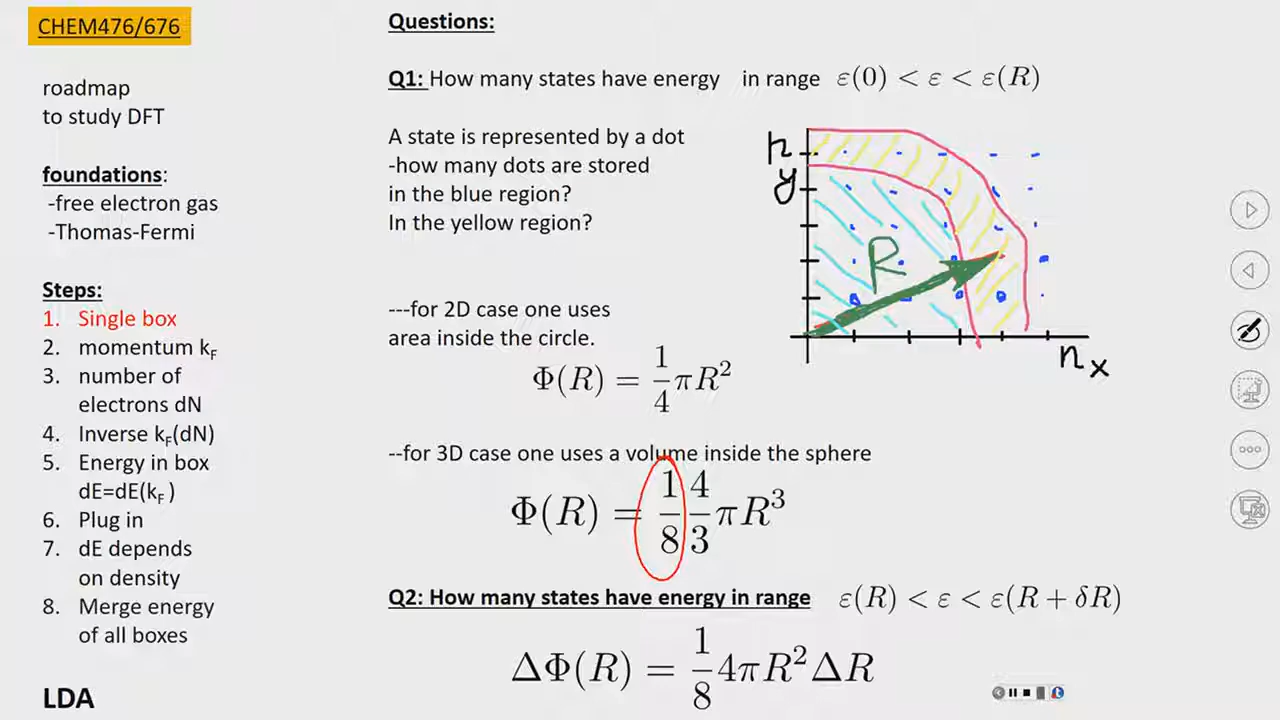 CHEM476/676
roadmap
to study DFT
foundations:
-free electron gas
-Thomas-Fermi
Steps:
1. Single box
2. momentum k_F
3. number of
electrons dN
4. Inverse k_F(dN)
5. Energy in box
dE=dE(k_F)
6. Plug in
7. dE depends
on density
8. Merge energy
of all boxes
LDA
Questions:
Q1: How many states have energy in range ε(0) < ε < ε(R)
A state is represented by a dot
-how many dots are stored
in the blue region?
In the yellow region?
n
y
R
n x
---for 2D case one uses
area inside the circle.
Φ(R) = 1/4 πR²
--for 3D case one uses a volume inside the sphere
Φ(R) = 1/8 4/3 πR³
Q2: How many states have energy in range ε(R) < ε < ε(R + δR)
ΔΦ(R) = 1/8 4πR²ΔR